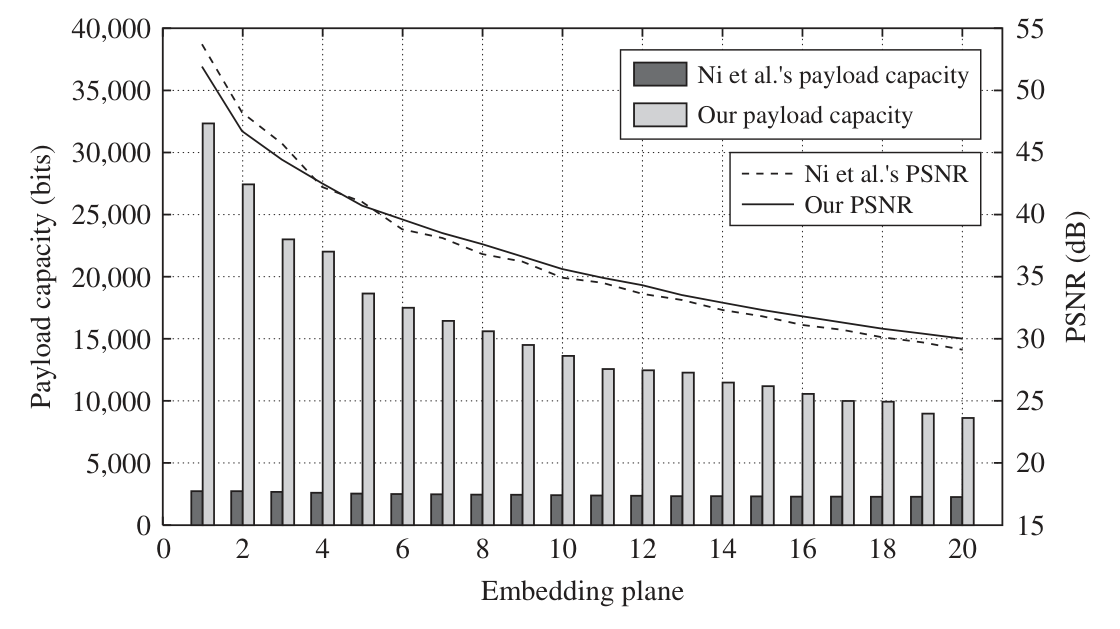 40,000
35,000
30,000
25,000
20,000
15,000
10,000
5,000
0
Payload capacity (bits)
Ni et al.'s payload capacity
Our payload capacity
Ni et al.'s PSNR
Our PSNR
55
50
45
40
35
30
25
20
15
PSNR (dB)
0 2 4 6 8 10 12 14 16 18 20
Embedding plane